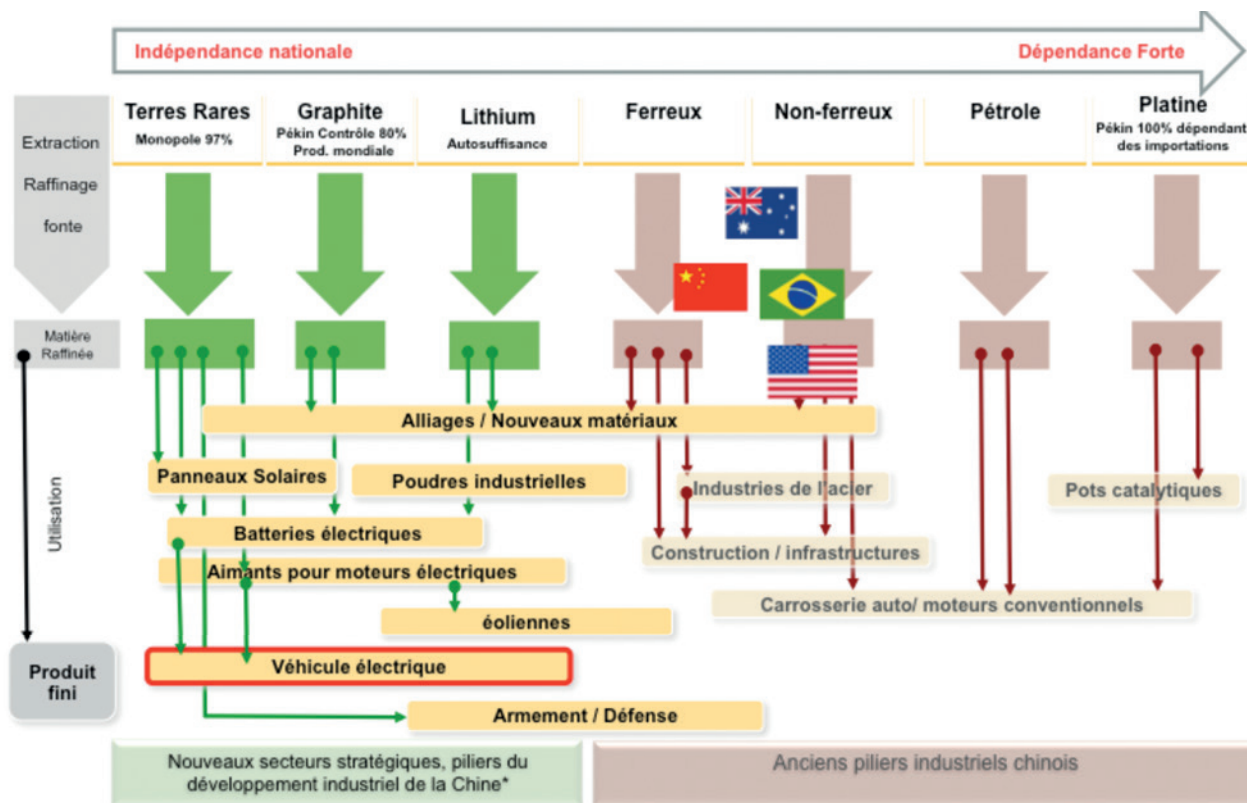 Indépendance nationale
Dépendance Forte
Extraction
Raffinage
fonte
Terres Rares
Monopole 97%
Graphite
Pékin Contrôle 80%
Prod. mondiale
Lithium
Autosuffisance
Ferreux
Non-ferreux
Pétrole
Platine
Pékin 100% dépendant
des importations
Matière
Raffinée
Utilisation
Alliages / Nouveaux matériaux
Panneaux Solaires
Poudres industrielles
Industries de l'acier
Pots catalytiques
Batteries électriques
Construction / infrastructures
Aimants pour moteurs électriques
Carrosserie auto/ moteurs conventionnels
éoliennes
Produit
fini
Véhicule électrique
Armement / Défense
Nouveaux secteurs stratégiques, piliers du
développement industriel de la Chine*
Anciens piliers industriels chinois